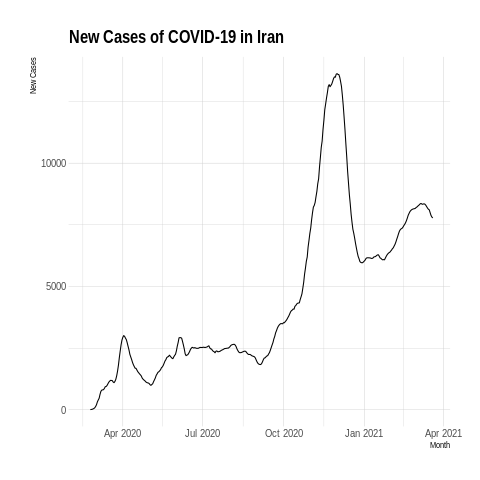 New Cases of COVID-19 in Iran
New Cases
10000
5000
0
Apr 2020 Jul 2020 Oct 2020 Jan 2021 Apr 2021
Month